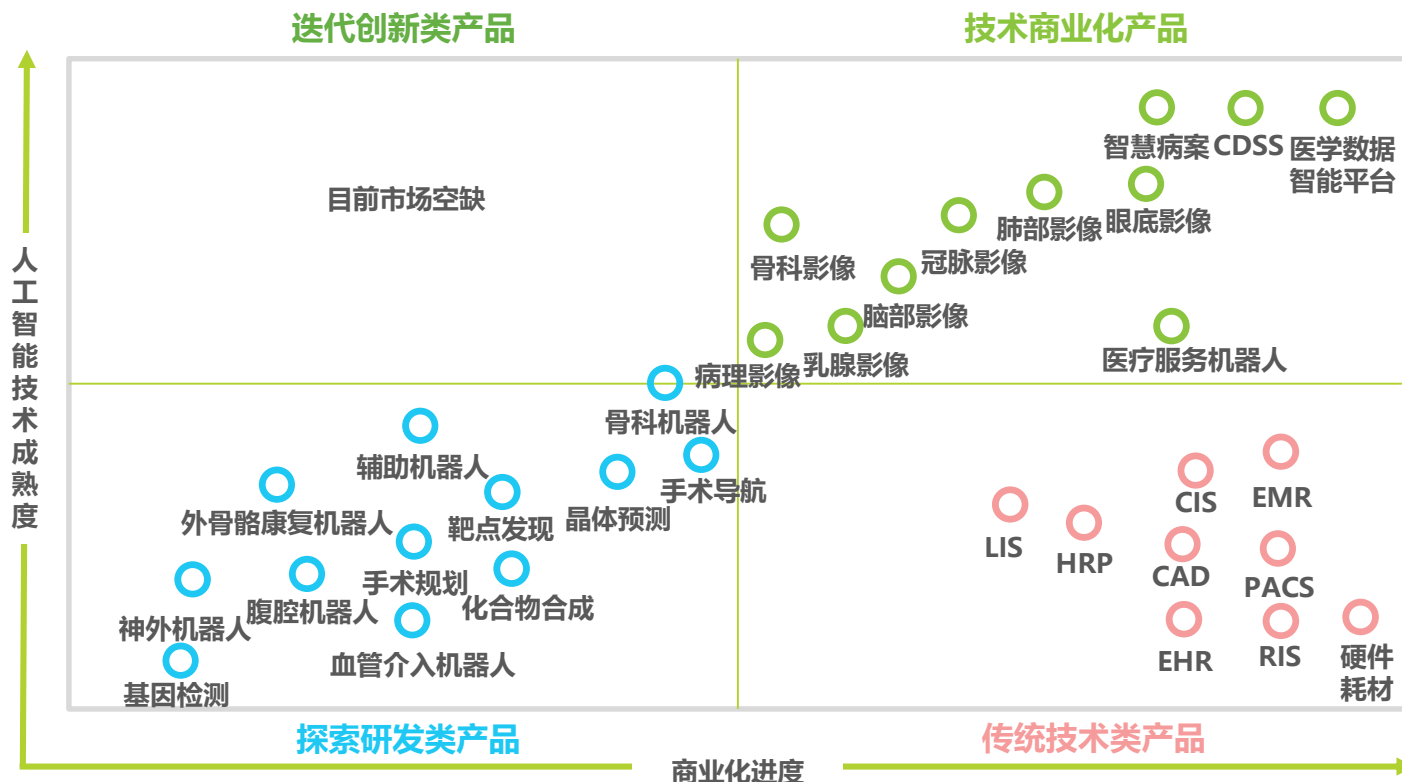 迭代创新类产品
技术商业化产品
人工智能技术成熟度
目前市场空缺
智慧病案
CDSS
医学数据
智能平台
肺部影像
眼底影像
骨科影像
冠脉影像
脑部影像
乳腺影像
病理影像
医疗服务机器人
骨科机器人
辅助机器人
手术导航
晶体预测
靶点发现
外骨骼康复机器人
手术规划
化合物合成
腹腔机器人
神外机器人
血管介入机器人
基因检测
CIS
EMR
LIS
HRP
CAD
PACS
EHR
RIS
硬件
耗材
探索研发类产品
传统技术类产品
商业化进度